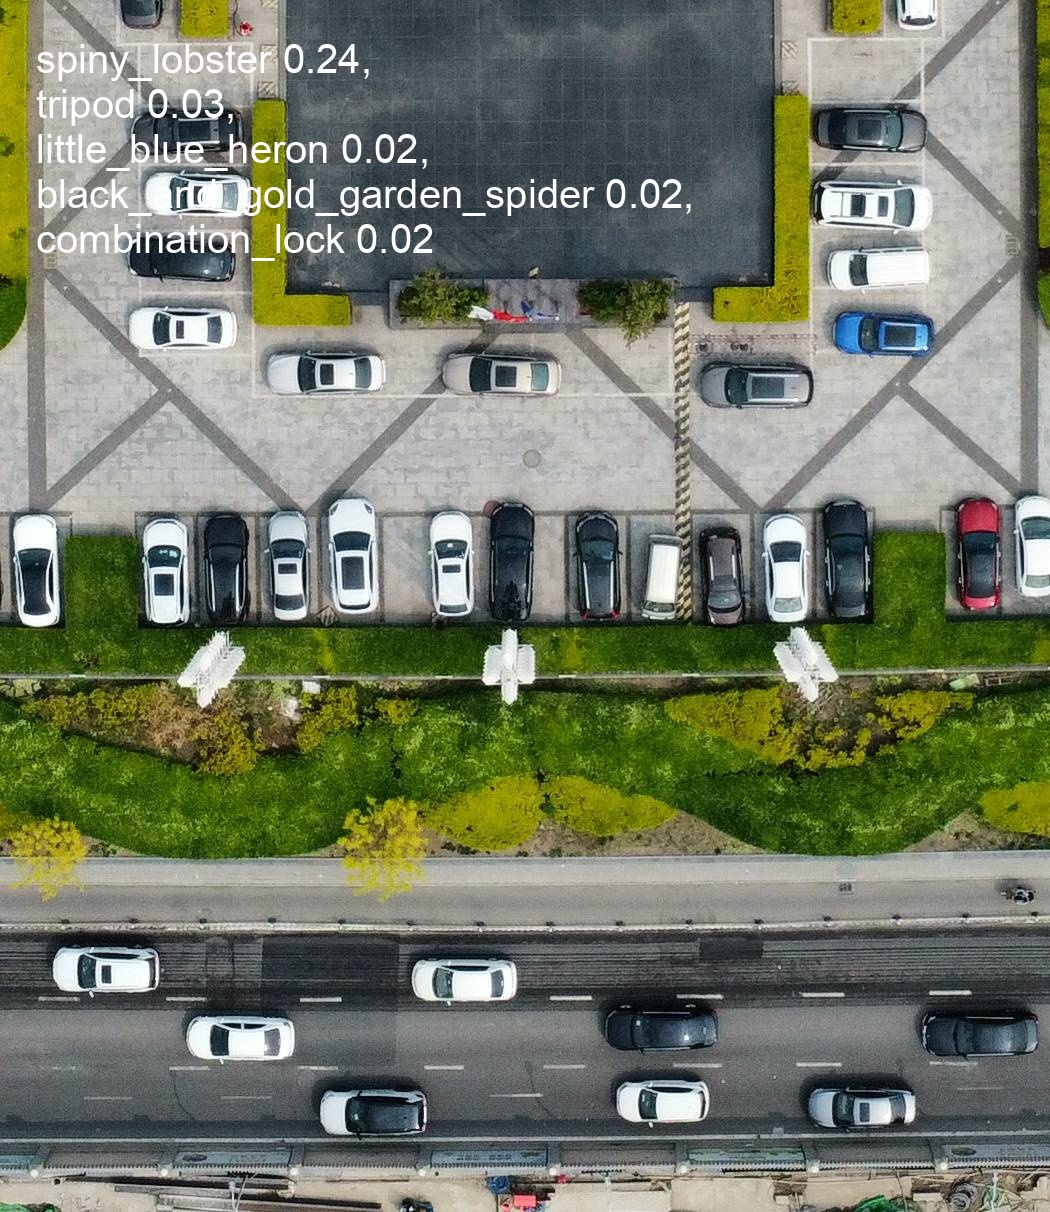 spiny_lobster 0.24,
tripod 0.03,
little_blue_heron 0.02,
black_and_gold_garden_spider 0.02,
combination_lock 0.02